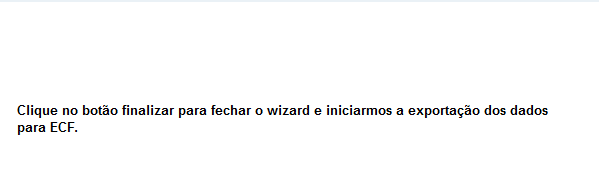 Clique no botão finalizar para fechar o wizard e iniciarmos a exportação dos dados
para ECF.